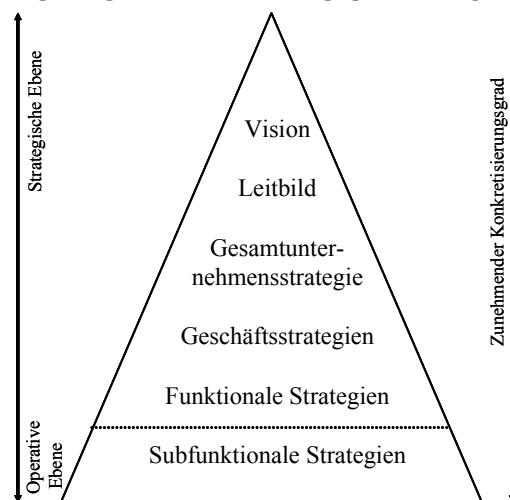 Vision
Leitbild
Gesamtunter-
nehmensstrategie
Geschäftsstrategien
Funktionale Strategien
Subfunktionale Strategien
Strategische Ebene
Operative
Ebene
Zunehmender Konkretisierungsgrad